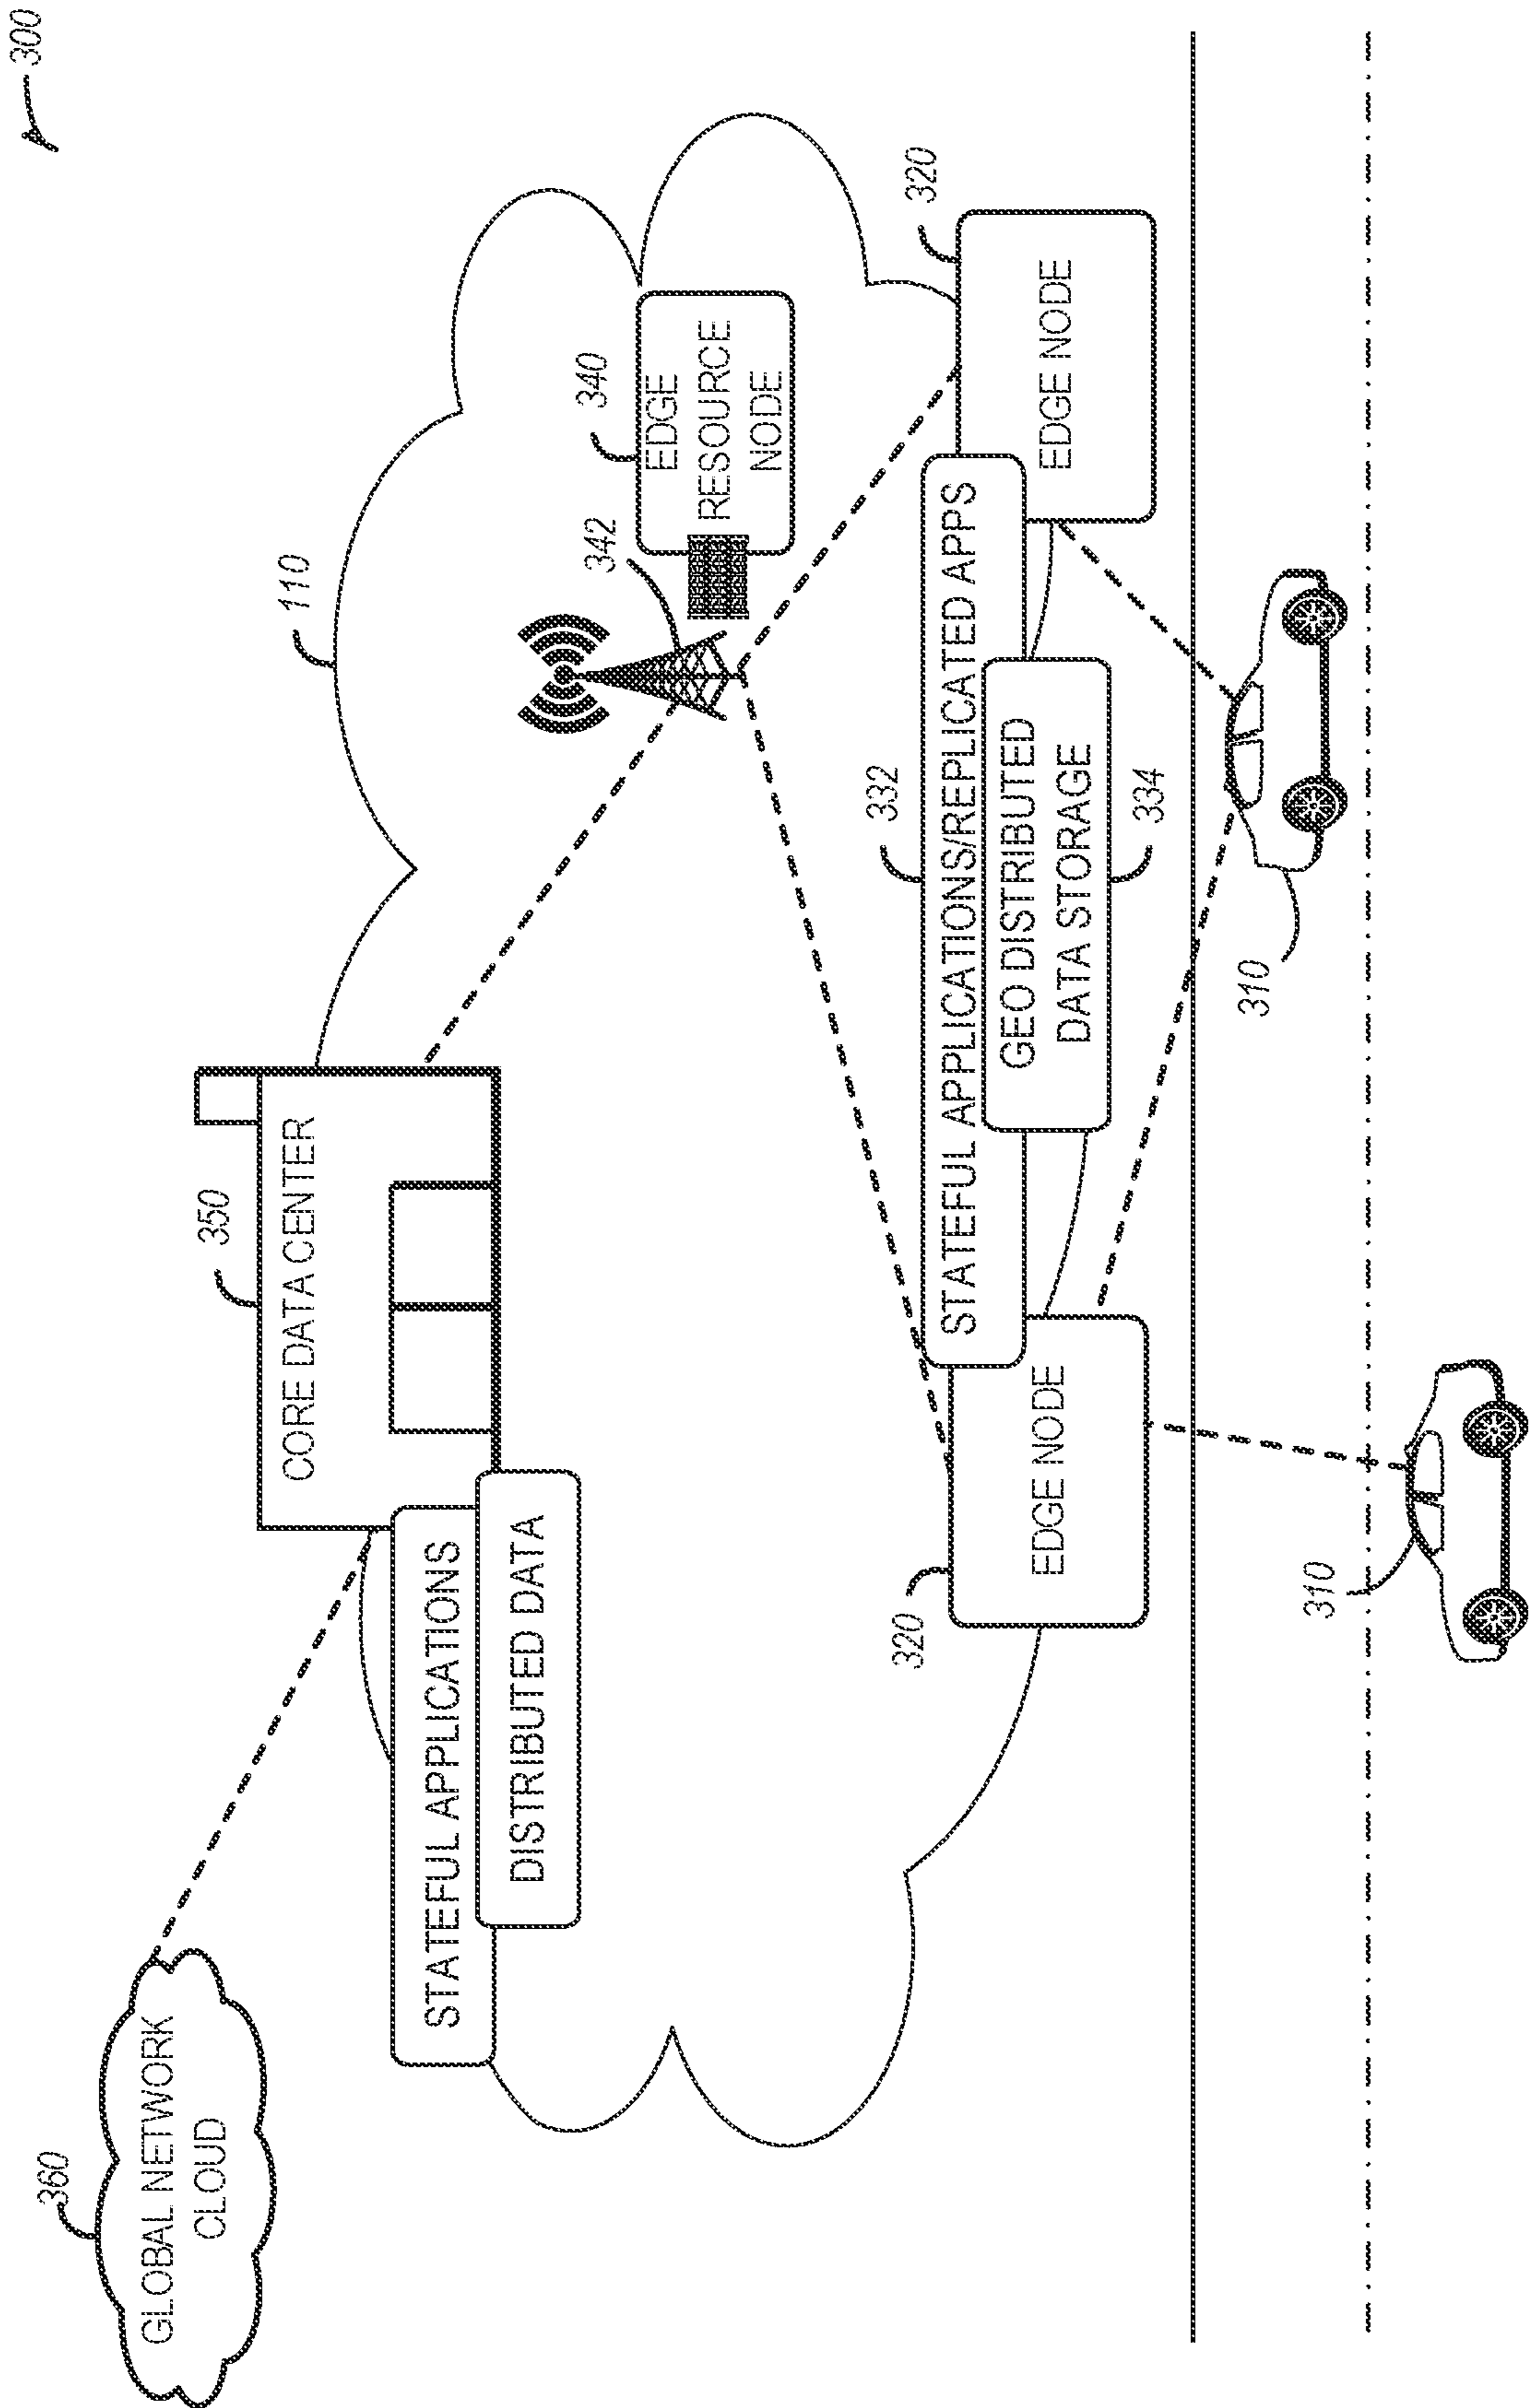 300
360
GLOBAL NETWORK
CLOUD
350
CORE DATA CENTER
STATEFUL APPLICATIONS
DISTRIBUTED DATA
110
342
340
EDGE
RESOURCE
NODE
320
EDGE NODE
332
STATEFUL APPLICATIONS/REPLICATED APPS
GEO DISTRIBUTED
DATA STORAGE
334
320
EDGE NODE
310
310